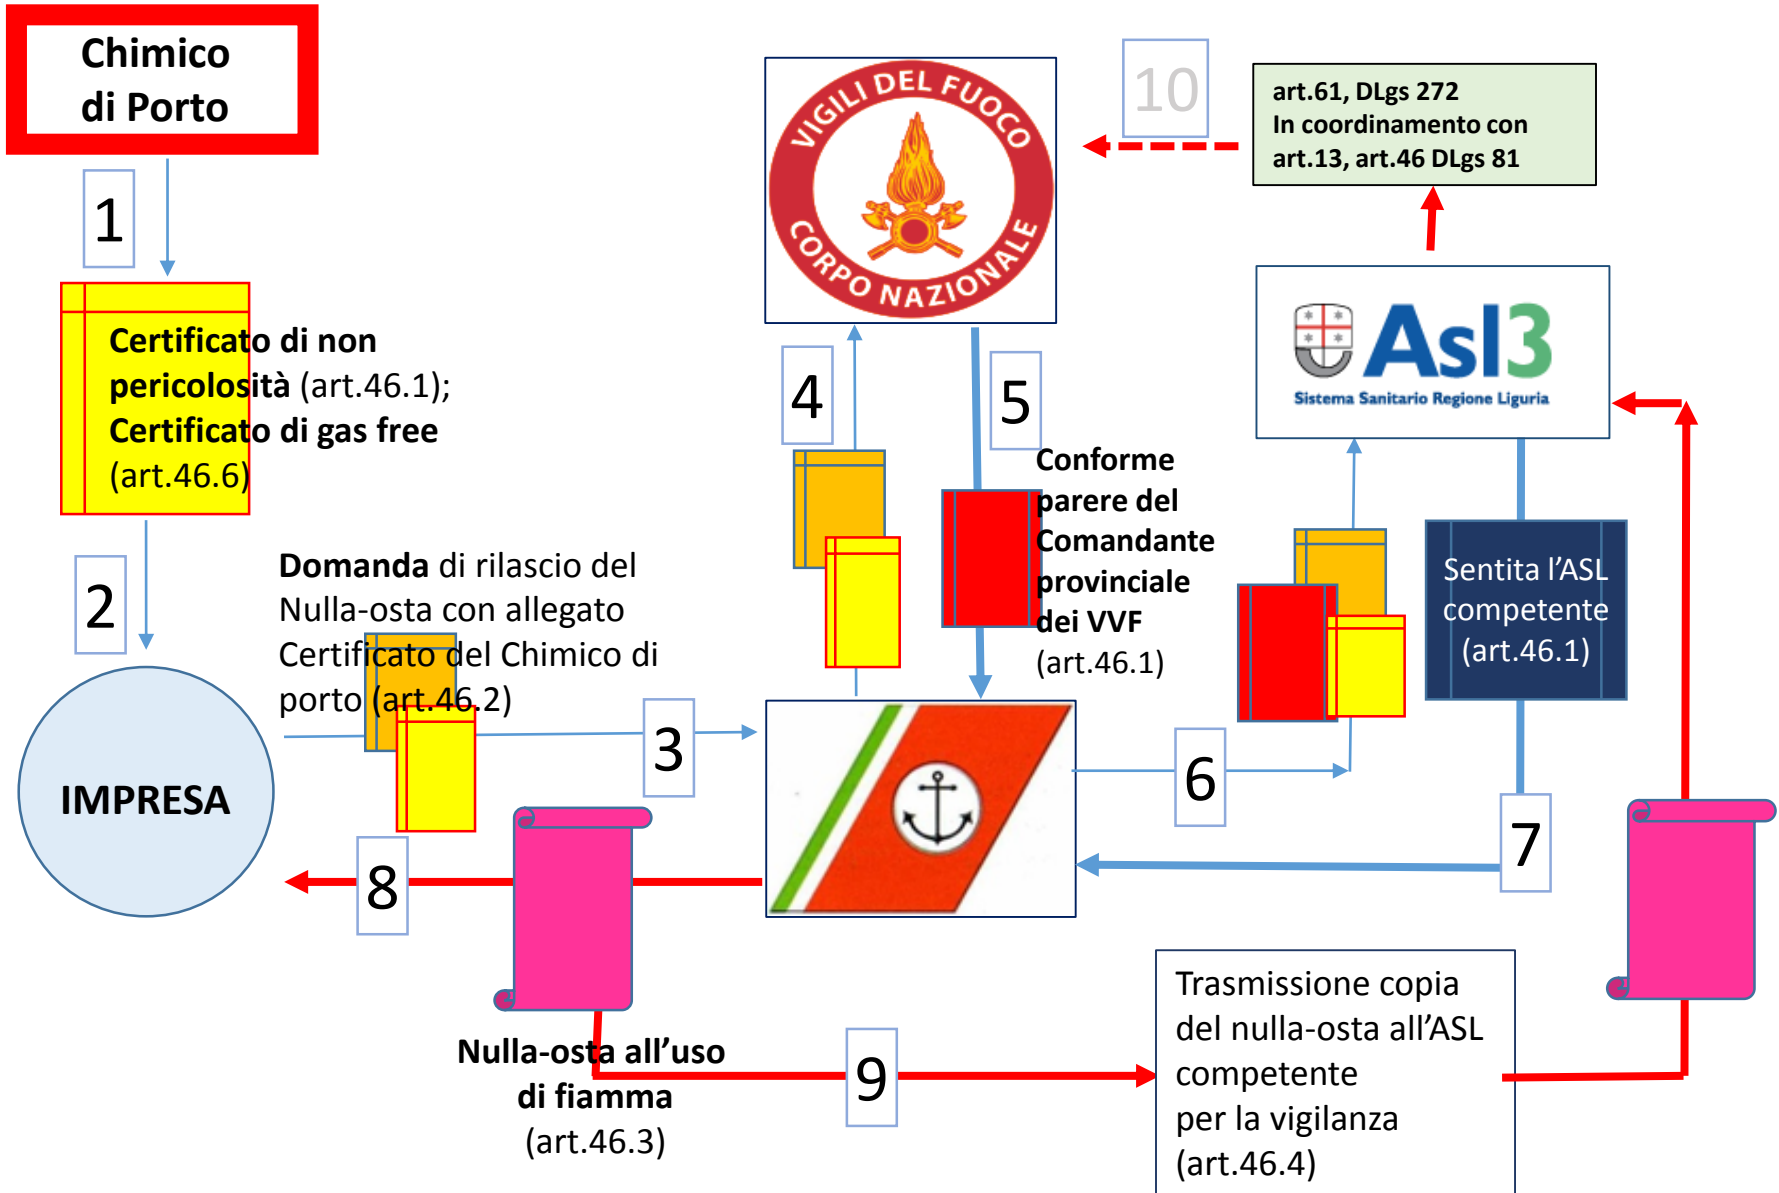 Chimico
di Porto
1
Certificato di non
pericolosità (art.46.1);
Certificato di gas free
(art.46.6)
2
IMPRESA
Domanda di rilascio del
Nulla-osta con allegato
Certificato del Chimico di
porto (art.46.2)
3
VIGILI DEL FUOCO
CORPO NAZIONALE
4
5
Conforme
parere del
Comandante
provinciale
dei VVF
(art.46.1)
10
art.61, DLgs 272
In coordinamento con
art.13, art.46 DLgs 81
Asl3
Sistema Sanitario Regione Liguria
6
Sentita l'ASL
competente
(art.46.1)
7
8
Nulla-osta all'uso
di fiamma
(art.46.3)
9
Trasmissione copia
del nulla-osta all'ASL
competente
per la vigilanza
(art.46.4)